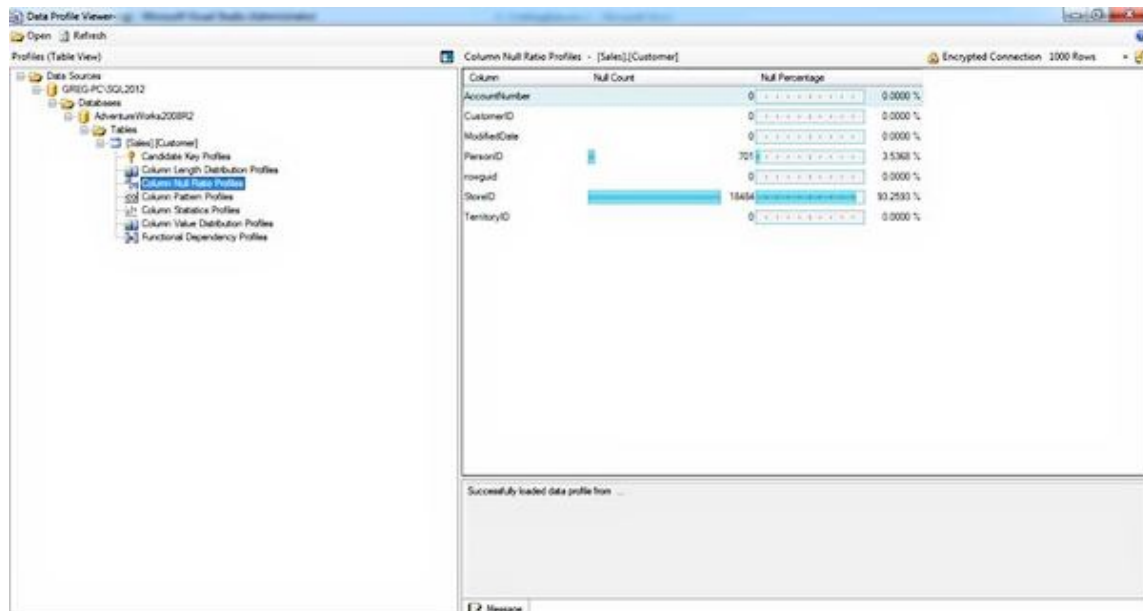 Data Profile Viewer
Open Refresh
Profiles (Table View)
Data Sources
GREG-PC\SQL2012
Databases
AdventureWorks2008R2
Tables
[Sales].[Customer]
Candidate Key Profiles
Column Length Distribution Profiles
Column Null Ratio Profiles
Column Pattern Profiles
Column Statistics Profiles
Column Value Distribution Profiles
Functional Dependency Profiles
Column Null Ratio Profiles - [Sales].[Customer] Encrypted Connection 1000 Rows
Column Null Count Null Percentage
AccountNumber 0 0.0000 %
CustomerID 0 0.0000 %
ModifiedDate 0 0.0000 %
PersonID 701 3.5368 %
rowguid 0 0.0000 %
StoreID 18484 93.2593 %
TerritoryID 0 0.0000 %
Successfully loaded data profile from ...
Message